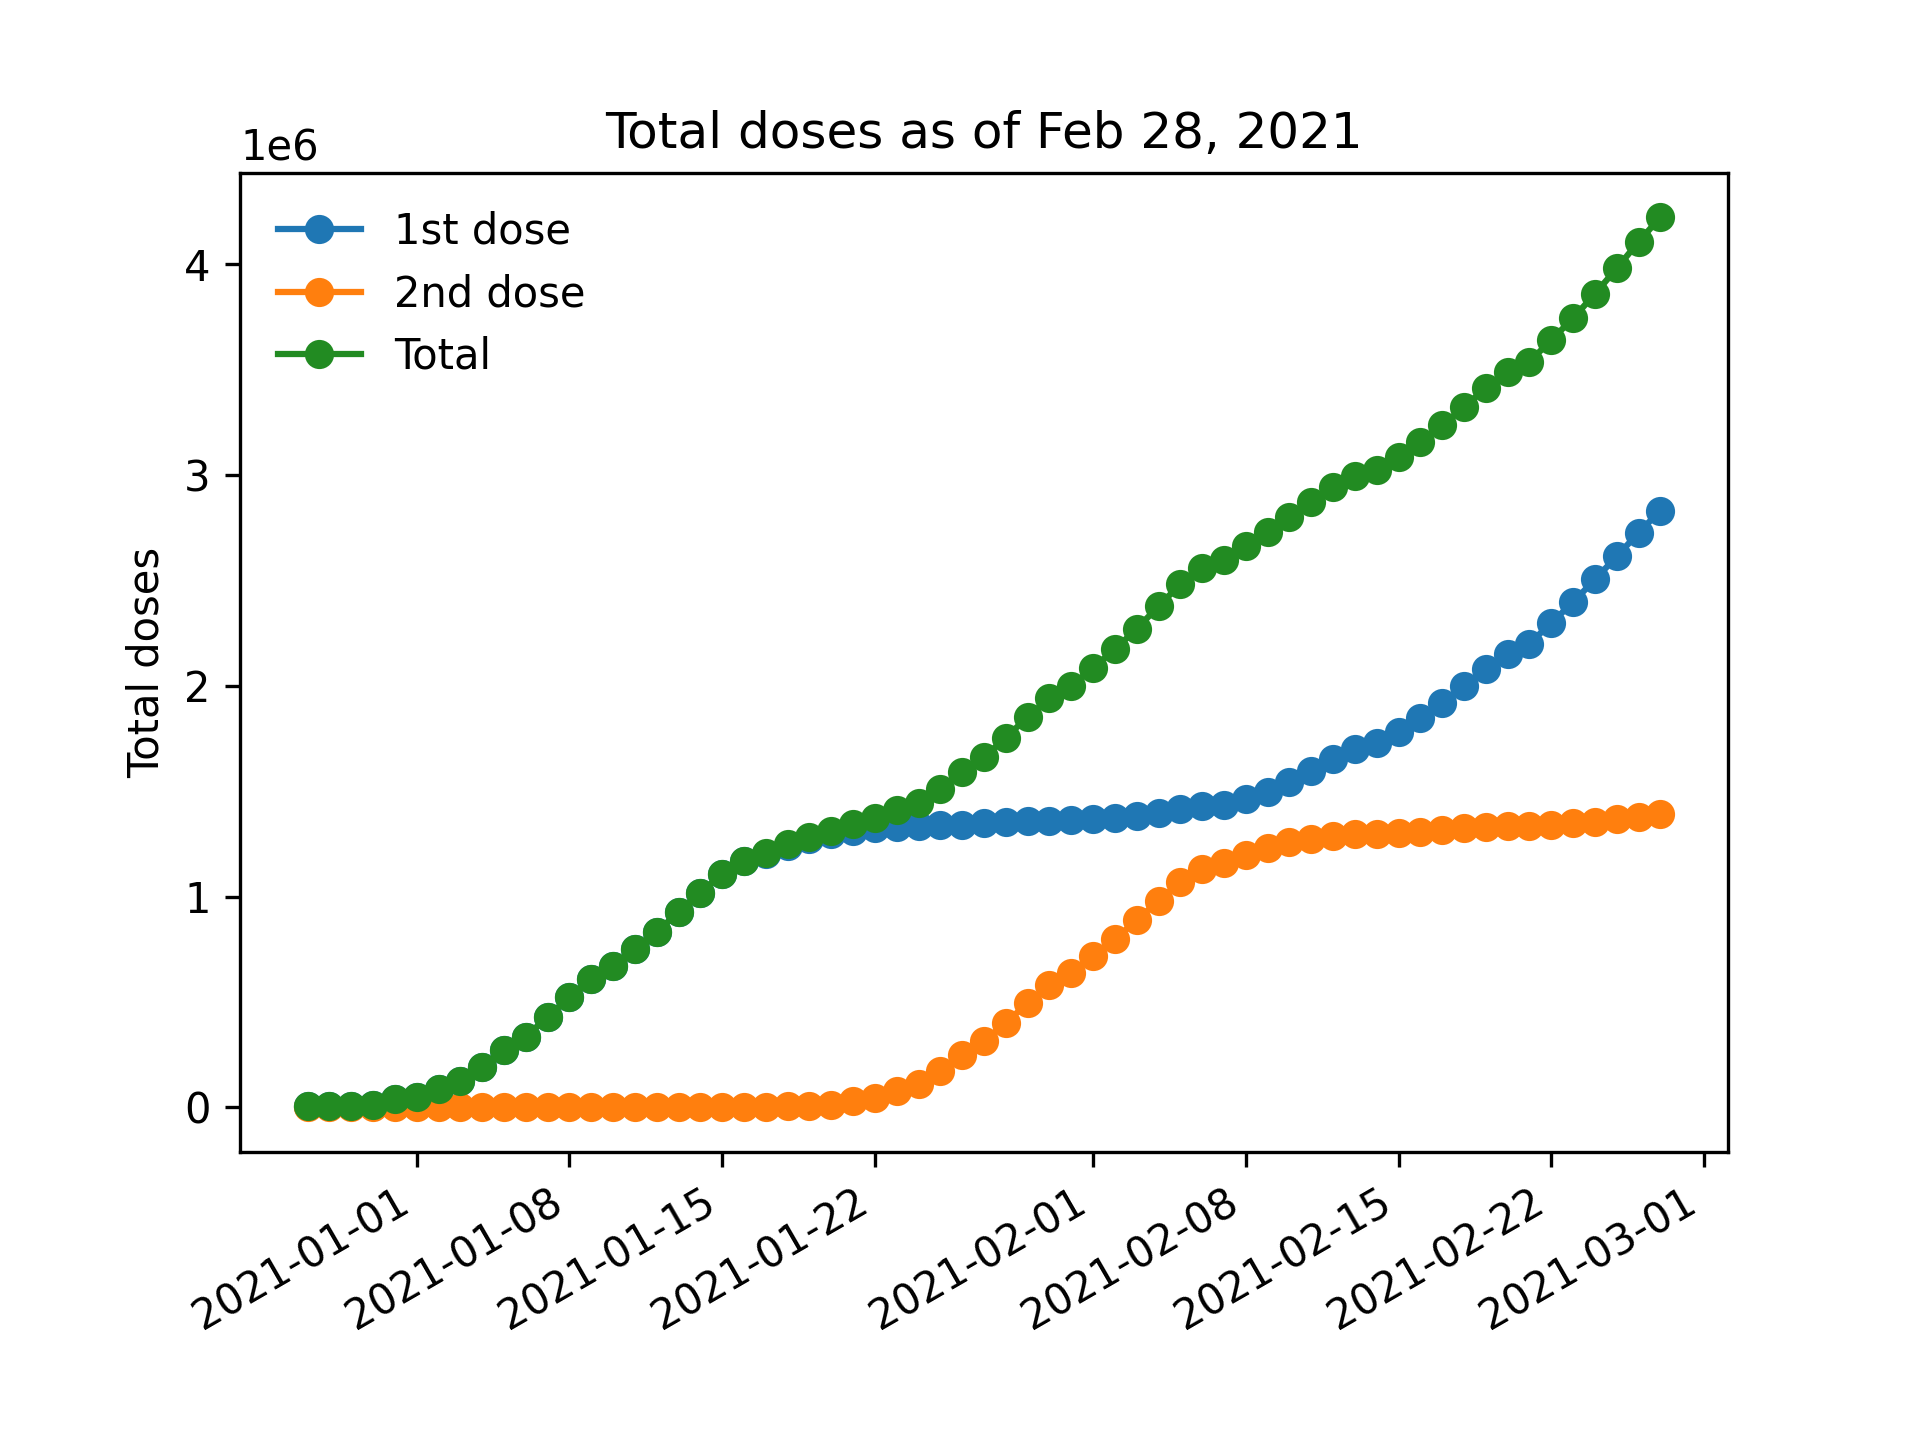 Total doses as of Feb 28, 2021
1e6
1st dose
2nd dose
Total
4
3
2
1
0
Total doses
2021-01-01
2021-01-08
2021-01-15
2021-01-22
2021-02-01
2021-02-08
2021-02-15
2021-02-22
2021-03-01